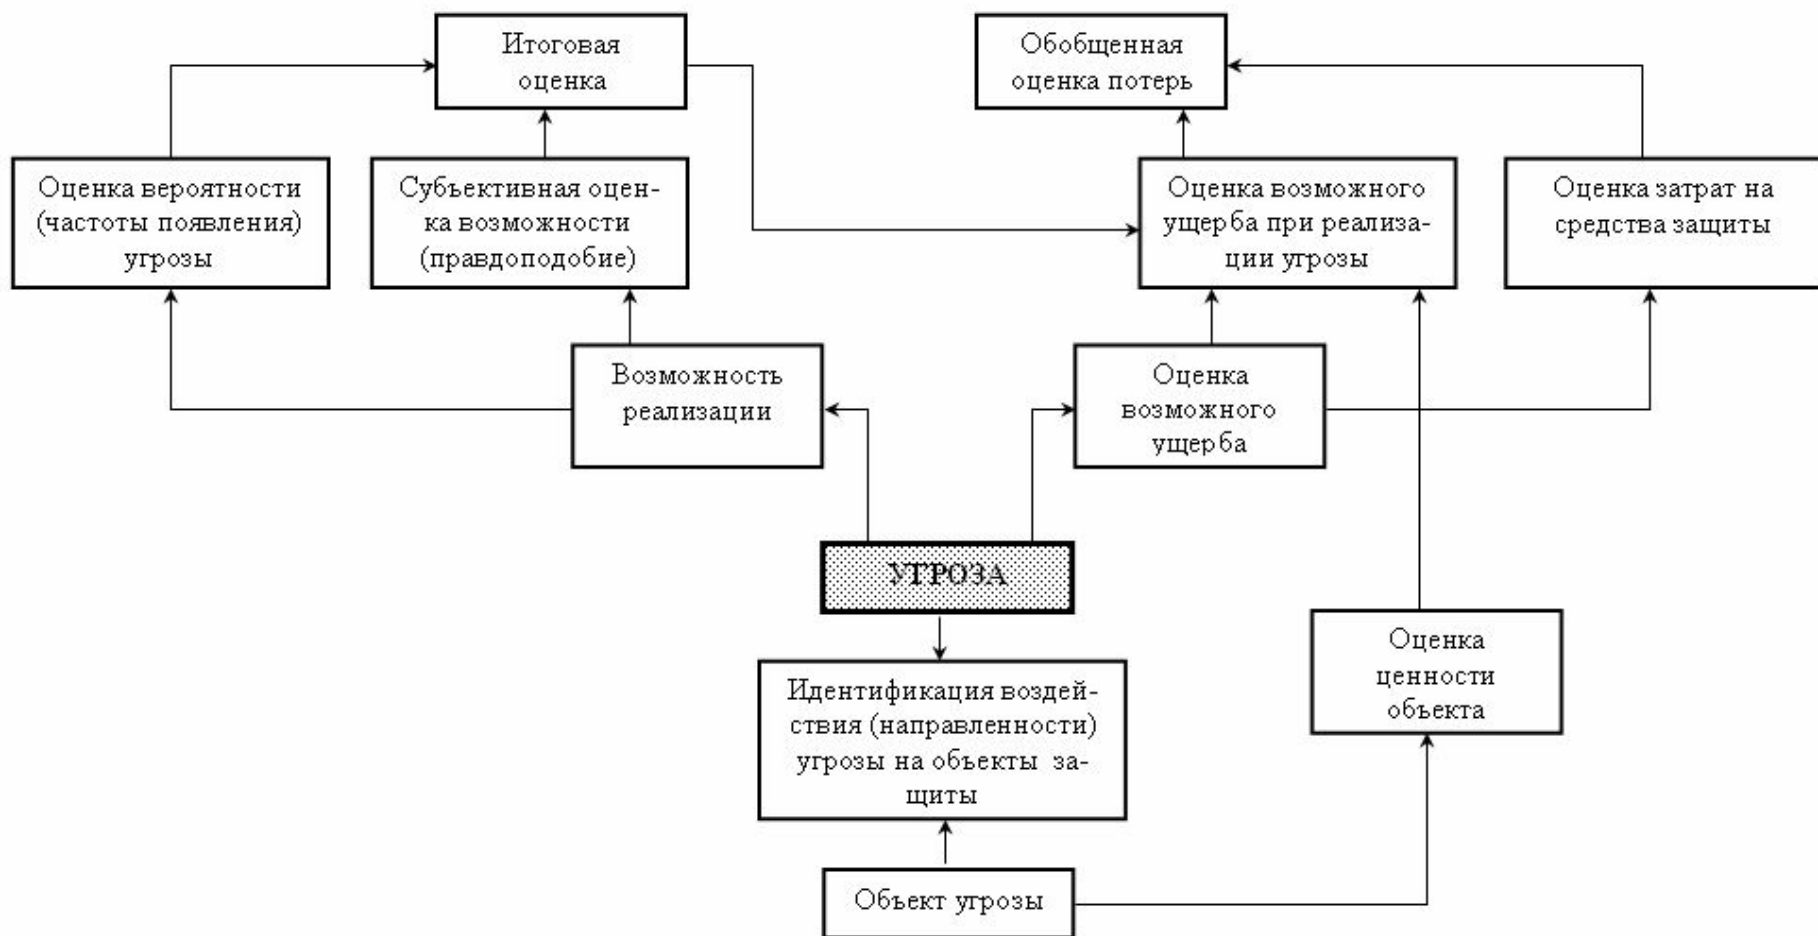 Итоговая
оценка
Обобщенная
оценка потерь
Оценка вероятности
(частоты появления)
угрозы
Субъективная оцен-
ка возможности
(правдоподобие)
Оценка возможного
ущерба при реализа-
ции угрозы
Оценка затрат на
средства защиты
Возможность
реализации
Оценка
возможного
ущерба
УГРОЗА
Оценка
ценности
объекта
Идентификация воздей-
ствия (направленности)
угрозы на объекты за-
щиты
Объект угрозы